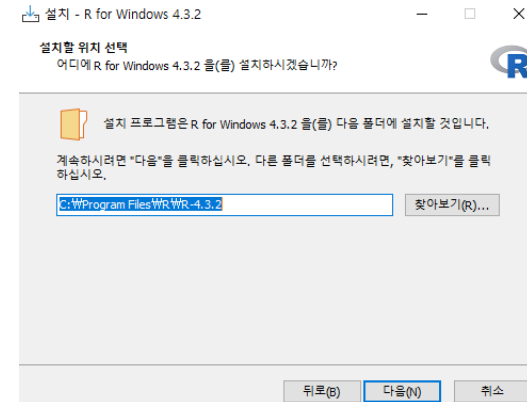 설치 - R for Windows 4.3.2
설치할 위치 선택
어디에 R for Windows 4.3.2 을(를) 설치하시겠습니까?
R
설치 프로그램은 R for Windows 4.3.2 을(를) 다음 폴더에 설치할 것입니다.
계속하시려면 "다음"을 클릭하십시오. 다른 폴더를 선택하시려면, "찾아보기"를 클릭
하십시오.
C:₩Program Files₩R₩R-4.3.2
찾아보기(R)...
뒤로(B)
다음(N)
취소